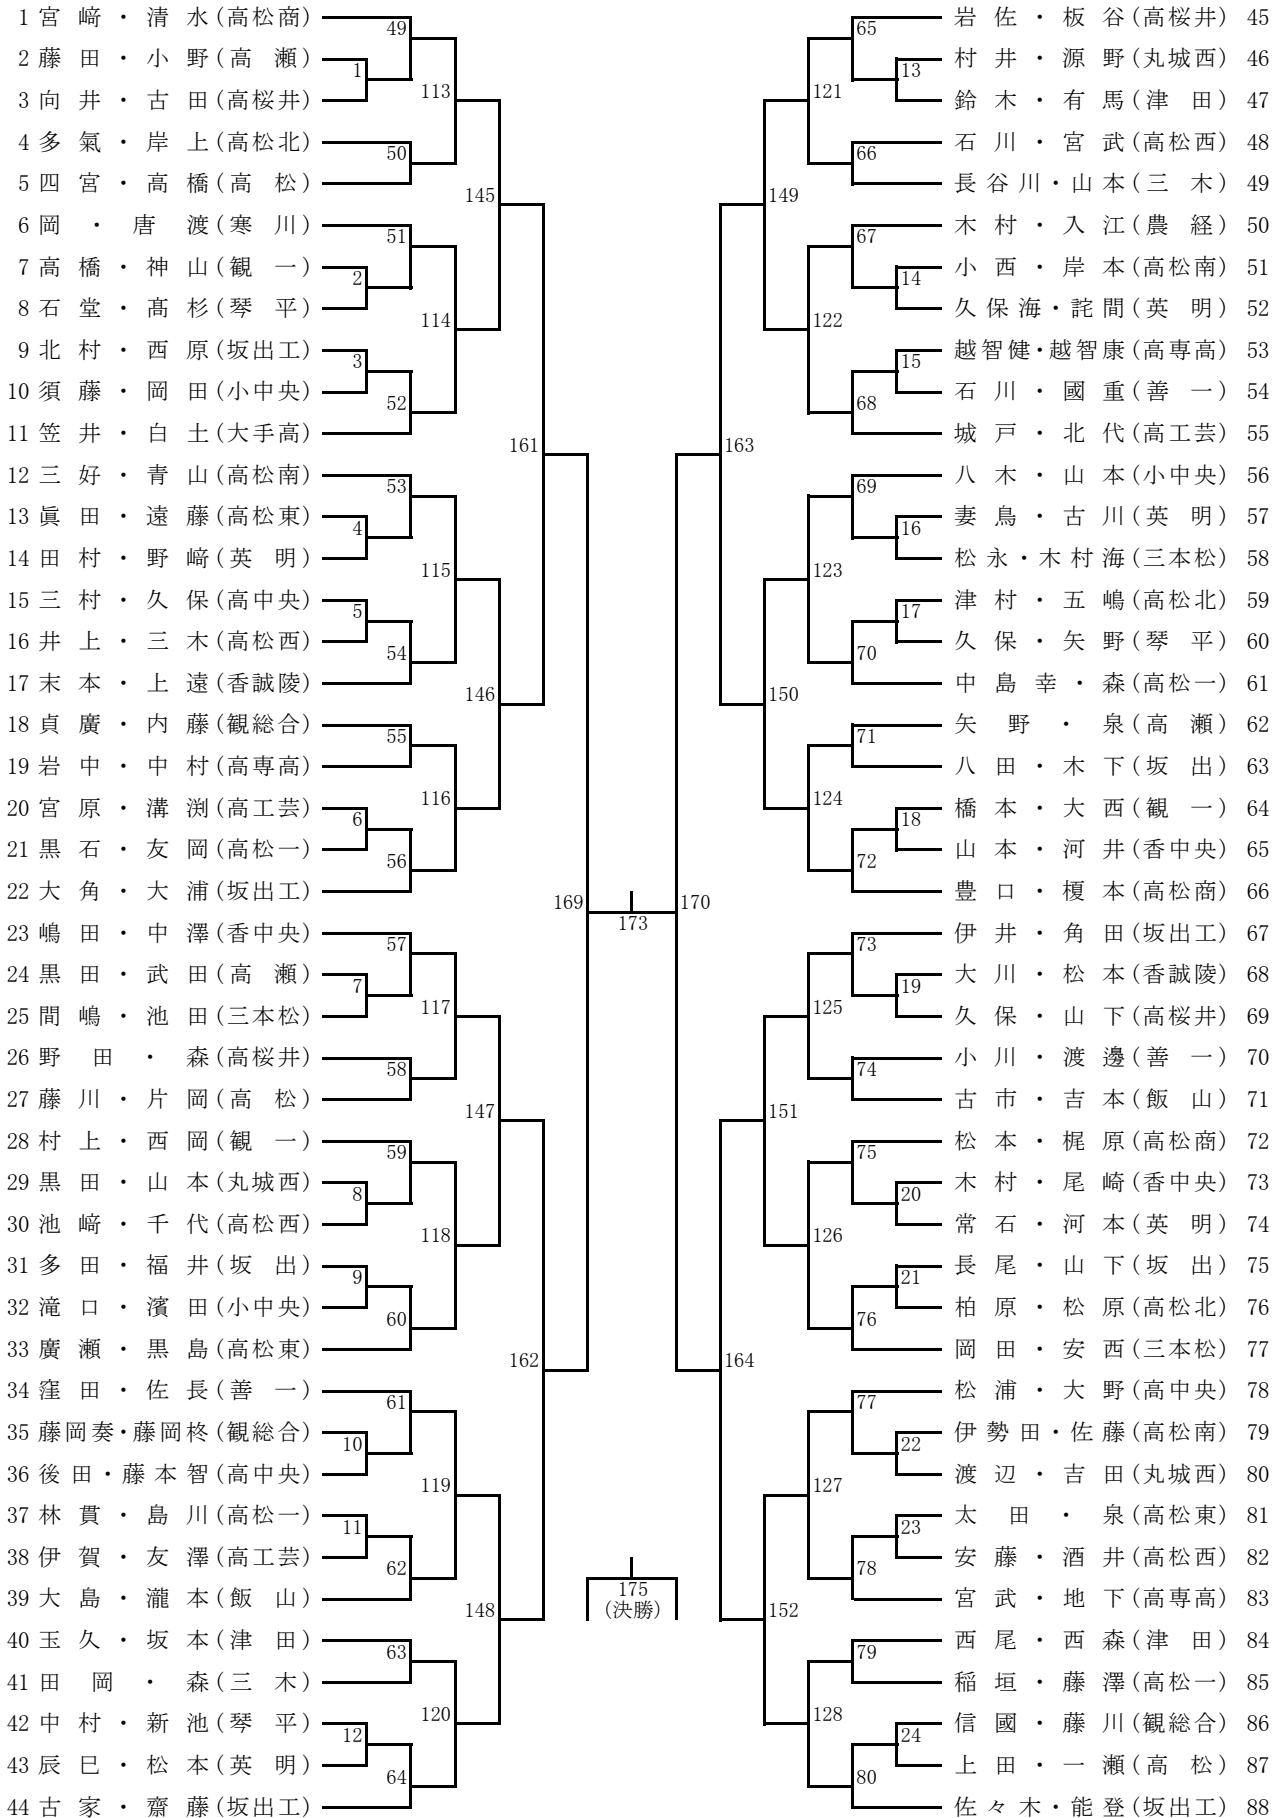 1 宮﨑・清水(高松商)
2 藤田・小野(高瀬)
3 向井・古田(高桜井)
4 多氣・岸上(高松北)
5 四宮・高橋(高松)
6 岡・唐渡(寒川)
7 高橋・神山(観一)
8 石堂・髙杉(琴平)
9 北村・西原(坂出工)
10 須藤・岡田(小中央)
11 笠井・白土(大手高)
12 三好・青山(高松南)
13 眞田・遠藤(高松東)
14 田村・野﨑(英明)
15 三村・久保(高中央)
16 井上・三木(高松西)
17 末本・上遠(香誠陵)
18 貞廣・内藤(観総合)
19 岩中・中村(高専高)
20 宮原・溝渕(高工芸)
21 黒石・友岡(高松一)
22 大角・大浦(坂出工)
23 嶋田・中澤(香中央)
24 黒田・武田(高瀬)
25 間嶋・池田(三本松)
26 野田・森(高桜井)
27 藤川・片岡(高松)
28 村上・西岡(観一)
29 黒田・山本(丸城西)
30 池﨑・千代(高松西)
31 多田・福井(坂出)
32 滝口・濱田(小中央)
33 廣瀬・黒島(高松東)
34 窪田・佐長(善一)
35 藤岡奏・藤岡柊(観総合)
36 後田・藤本智(高中央)
37 林貫・島川(高松一)
38 伊賀・友澤(高工芸)
39 大島・瀧本(飯山)
40 玉久・坂本(津田)
41 田岡・森(三木)
42 中村・新池(琴平)
43 辰巳・松本(英明)
44 古家・齋藤(坂出工)
49
1
113
50
145
51
2
114
3
52
161
53
4
115
5
54
146
55
116
6
56
169
57
7
117
58
147
59
8
118
9
60
162
61
10
119
11
62
148
63
120
12
64
173
175
(決勝)
65
13
121
66
149
67
14
122
15
68
163
69
16
123
17
70
150
71
124
18
72
170
73
19
125
74
151
75
20
126
21
76
164
77
22
127
23
78
152
79
128
24
80
岩佐・板谷(高桜井) 45
村井・源野(丸城西) 46
鈴木・有馬(津田) 47
石川・宮武(高松西) 48
長谷川・山本(三木) 49
木村・入江(農経) 50
小西・岸本(高松南) 51
久保海・詫間(英明) 52
越智健・越智康(高専高) 53
石川・國重(善一) 54
城戸・北代(高工芸) 55
八木・山本(小中央) 56
妻鳥・古川(英明) 57
松永・木村海(三本松) 58
津村・五嶋(高松北) 59
久保・矢野(琴平) 60
中島幸・森(高松一) 61
矢野・泉(高瀬) 62
八田・木下(坂出) 63
橋本・大西(観一) 64
山本・河井(香中央) 65
豊口・榎本(高松商) 66
伊井・角田(坂出工) 67
大川・松本(香誠陵) 68
久保・山下(高桜井) 69
小川・渡邊(善一) 70
古市・吉本(飯山) 71
松本・梶原(高松商) 72
木村・尾崎(香中央) 73
常石・河本(英明) 74
長尾・山下(坂出) 75
柏原・松原(高松北) 76
岡田・安西(三本松) 77
松浦・大野(高中央) 78
伊勢田・佐藤(高松南) 79
渡辺・吉田(丸城西) 80
太田・泉(高松東) 81
安藤・酒井(高松西) 82
宮武・地下(高専高) 83
西尾・西森(津田) 84
稲垣・藤澤(高松一) 85
信國・藤川(観総合) 86
上田・一瀬(高松) 87
佐々木・能登(坂出工) 88